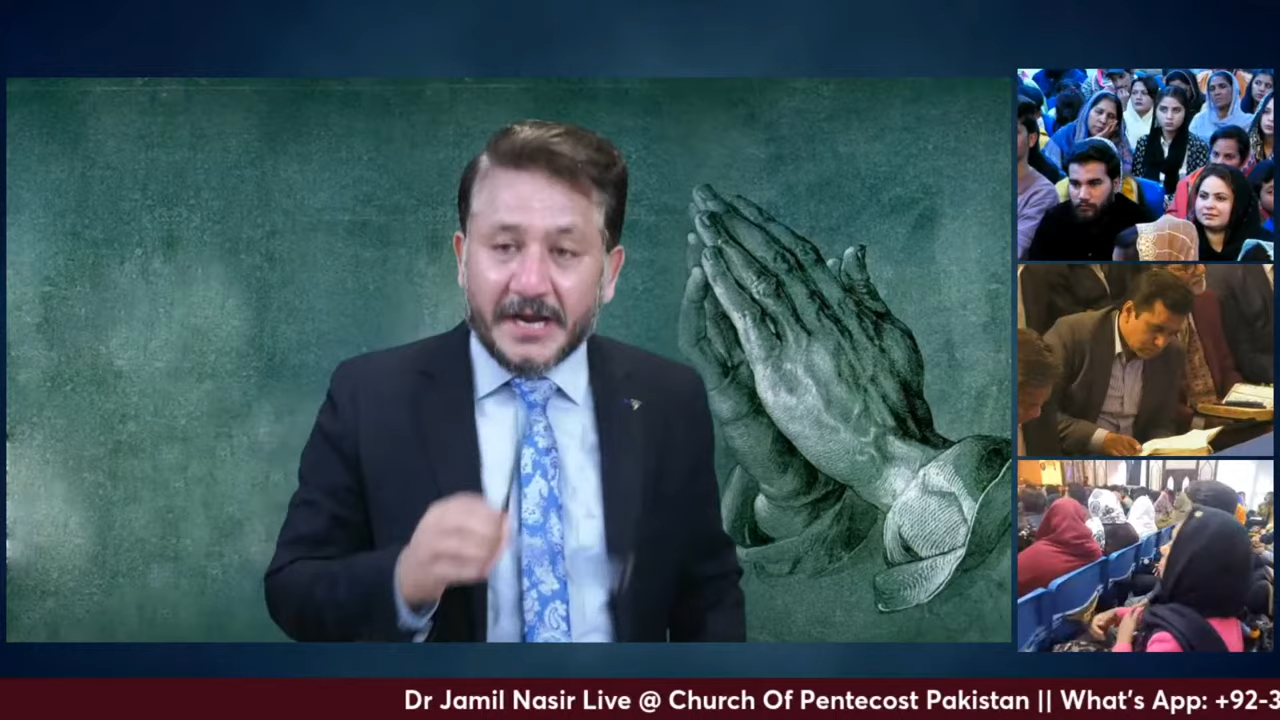 Dr Jamil Nasir Live @ Church Of Pentecost Pakistan || What's App: +92-3